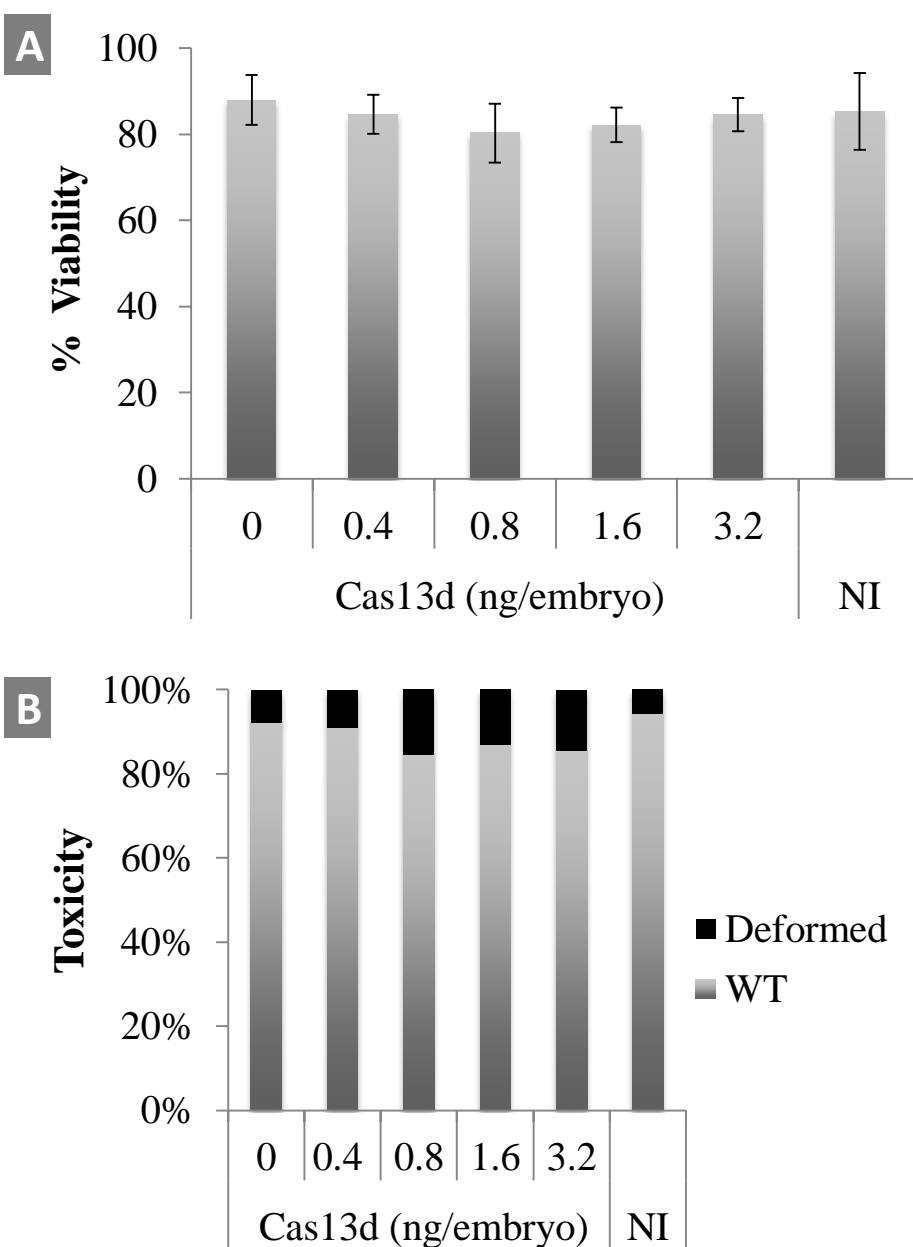 A
% Viability
100
80
60
40
20
0
0 0.4 0.8 1.6 3.2
Cas13d (ng/embryo) NI
B
Toxicity
100%
80%
60%
40%
20%
0%
Deformed
WT
0 0.4 0.8 1.6 3.2
Cas13d (ng/embryo) NI